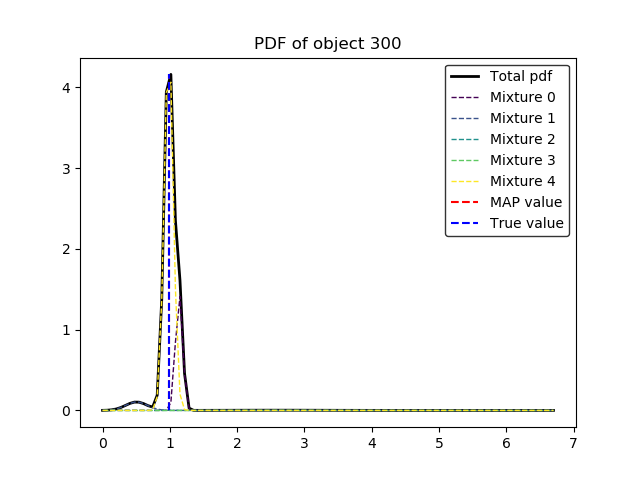 PDF of object 300
Total pdf
Mixture 0
Mixture 1
Mixture 2
Mixture 3
Mixture 4
MAP value
True value
4
3
2
1
0
0 1 2 3 4 5 6 7